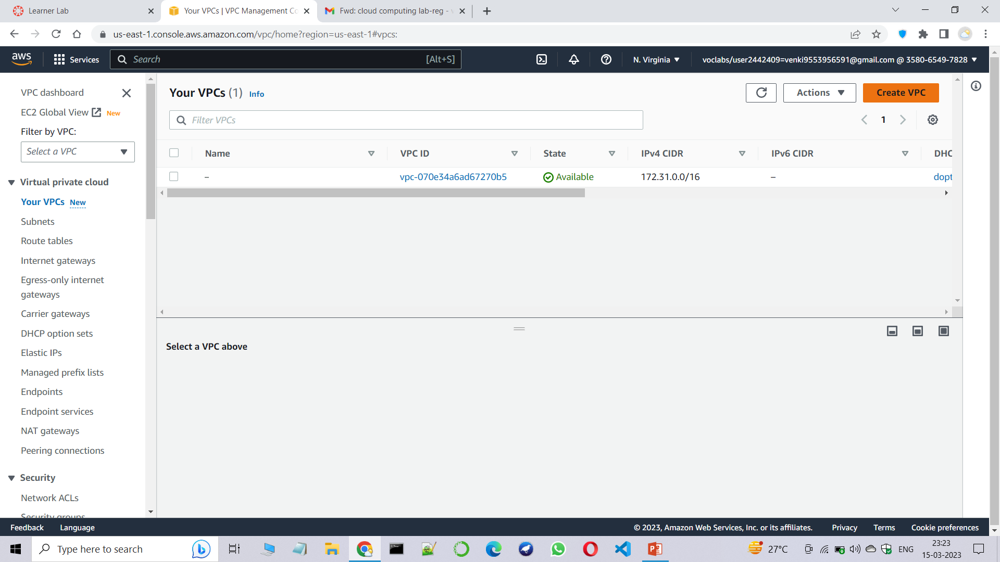 Learner Lab
Your VPCs | VPC Management Co
Fwd: cloud computing lab-reg - v
us-east-1.console.aws.amazon.com/vpc/home?region=us-east-1#vpcs:
aws
Services
Search
[Alt+S]
N. Virginia
voclabs/user2442409=venki9553956591@gmail.com @ 3580-6549-7828
VPC dashboard
EC2 Global View New
Filter by VPC:
Select a VPC
Virtual private cloud
Your VPCs New
Subnets
Route tables
Internet gateways
Egress-only internet
gateways
Carrier gateways
DHCP option sets
Elastic IPs
Managed prefix lists
Endpoints
Endpoint services
NAT gateways
Peering connections
Security
Network ACLs
Security groups
Your VPCs (1) Info
Actions
Create VPC
Filter VPCs
1
Name VPC ID State IPv4 CIDR IPv6 CIDR DHC
– vpc-070e34a6ad67270b5 Available 172.31.0.0/16 – dopt
Select a VPC above
Feedback Language
© 2023, Amazon Web Services, Inc. or its affiliates. Privacy Terms Cookie preferences
Type here to search
27°C
ENG
23:23
15-03-2023